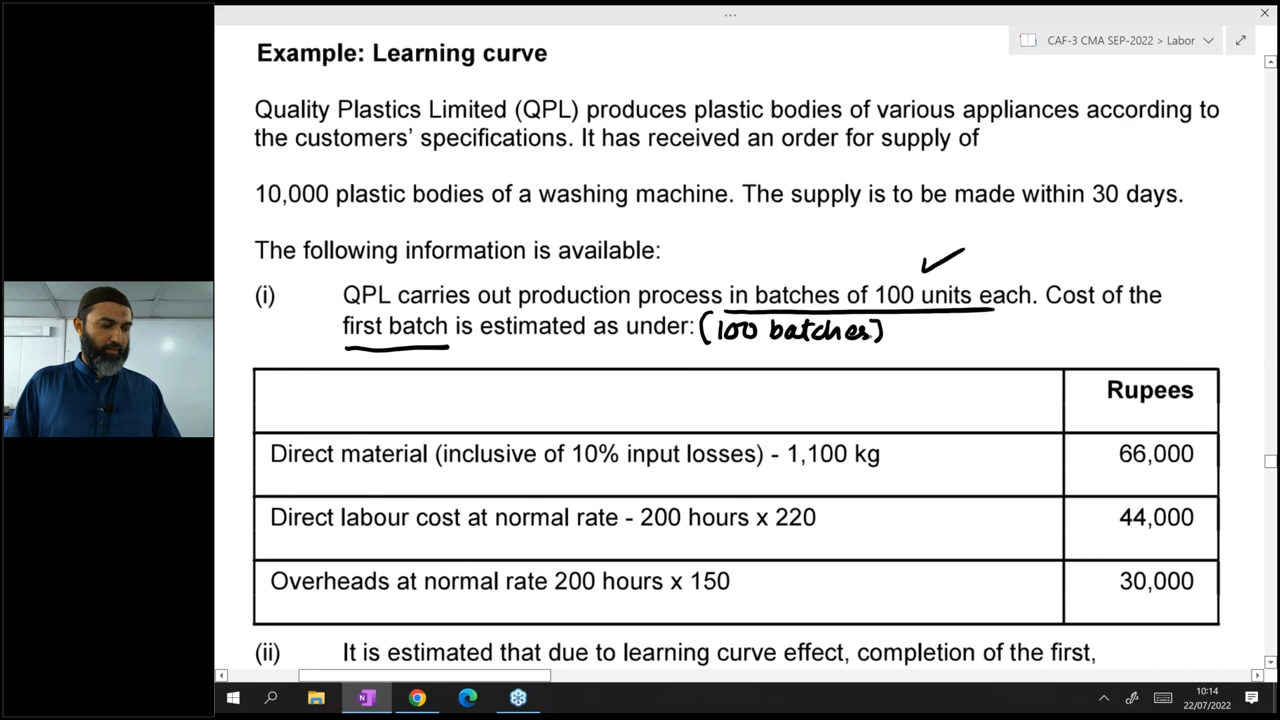 CAF-3 CMA SEP-2022 > Labor
Example: Learning curve
Quality Plastics Limited (QPL) produces plastic bodies of various appliances according to
the customers' specifications. It has received an order for supply of
10,000 plastic bodies of a washing machine. The supply is to be made within 30 days.
The following information is available:
(i) QPL carries out production process in batches of 100 units each. Cost of the
first batch is estimated as under: (100 batches)
Rupees
Direct material (inclusive of 10% input losses) - 1,100 kg 66,000
Direct labour cost at normal rate - 200 hours x 220 44,000
Overheads at normal rate 200 hours x 150 30,000
(ii) It is estimated that due to learning curve effect, completion of the first,
10:14
22/07/2022